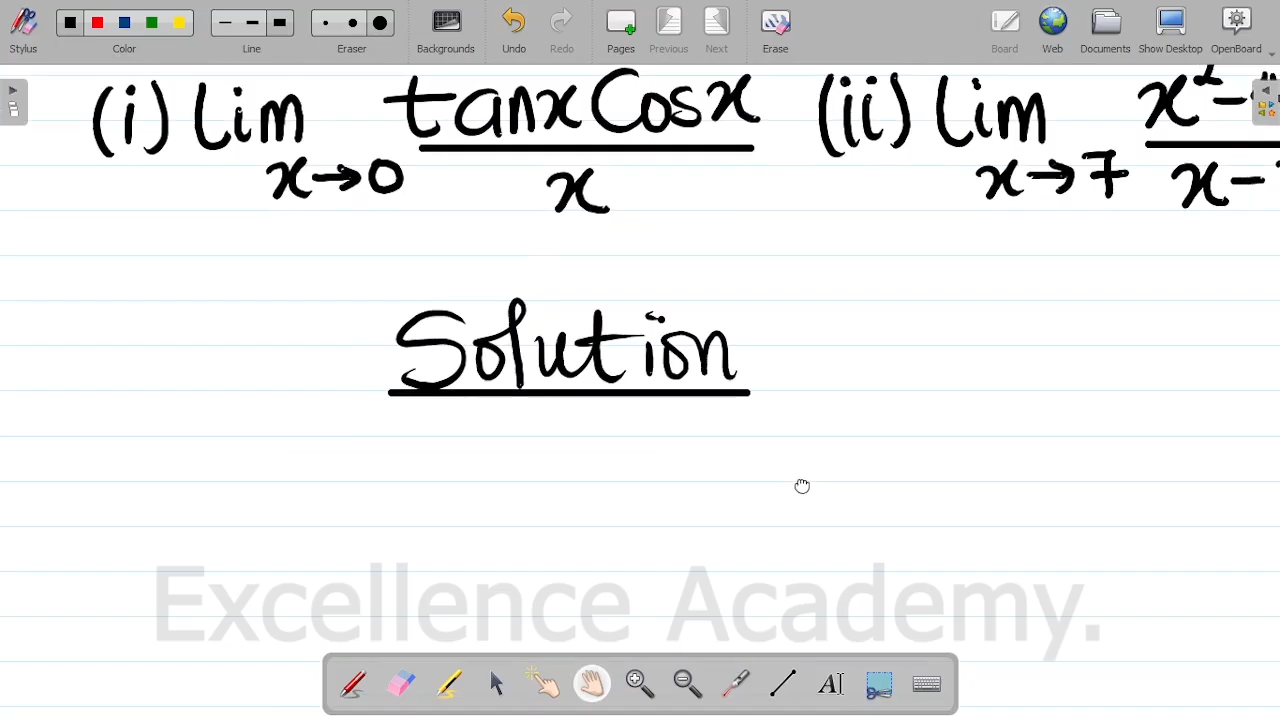 Stylus Color Line Eraser Backgrounds Undo Redo Pages Previous Next Erase Board Web Documents Show Desktop OpenBoard
(i) Lim x→0 tanx Cosx / x (ii) Lim x→7 x² - / x -
Solution
Excellence Academy.